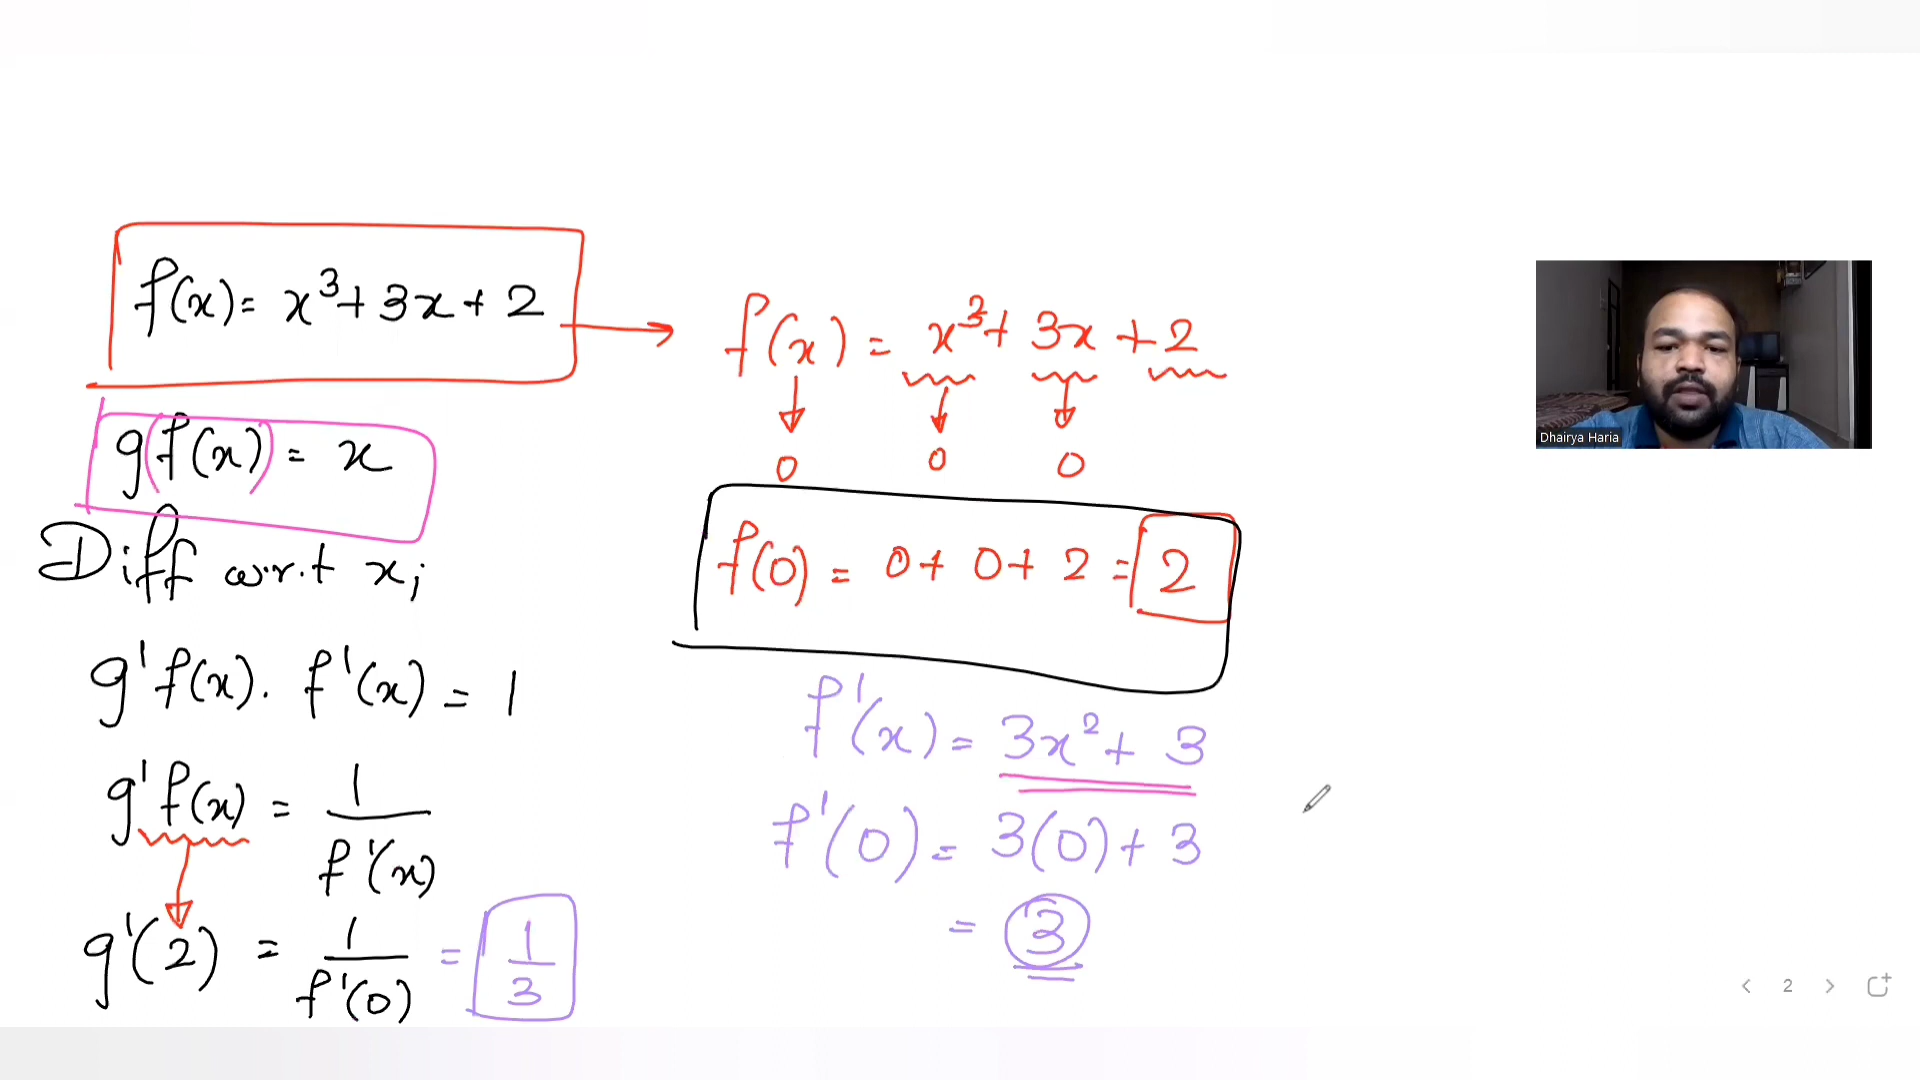 f(x) = x³ + 3x + 2
g(f(x)) = x
Diff w.r.t x;
g' f(x). f'(x) = 1
g' f(x) = 1/f'(x)
g'(2) = 1/f'(0) = 1/3
f(x) = x³ + 3x + 2
0 0 0
f(0) = 0 + 0 + 2 = 2
f'(x) = 3x² + 3
f'(0) = 3(0) + 3
= 3
Dhairya Haria
2